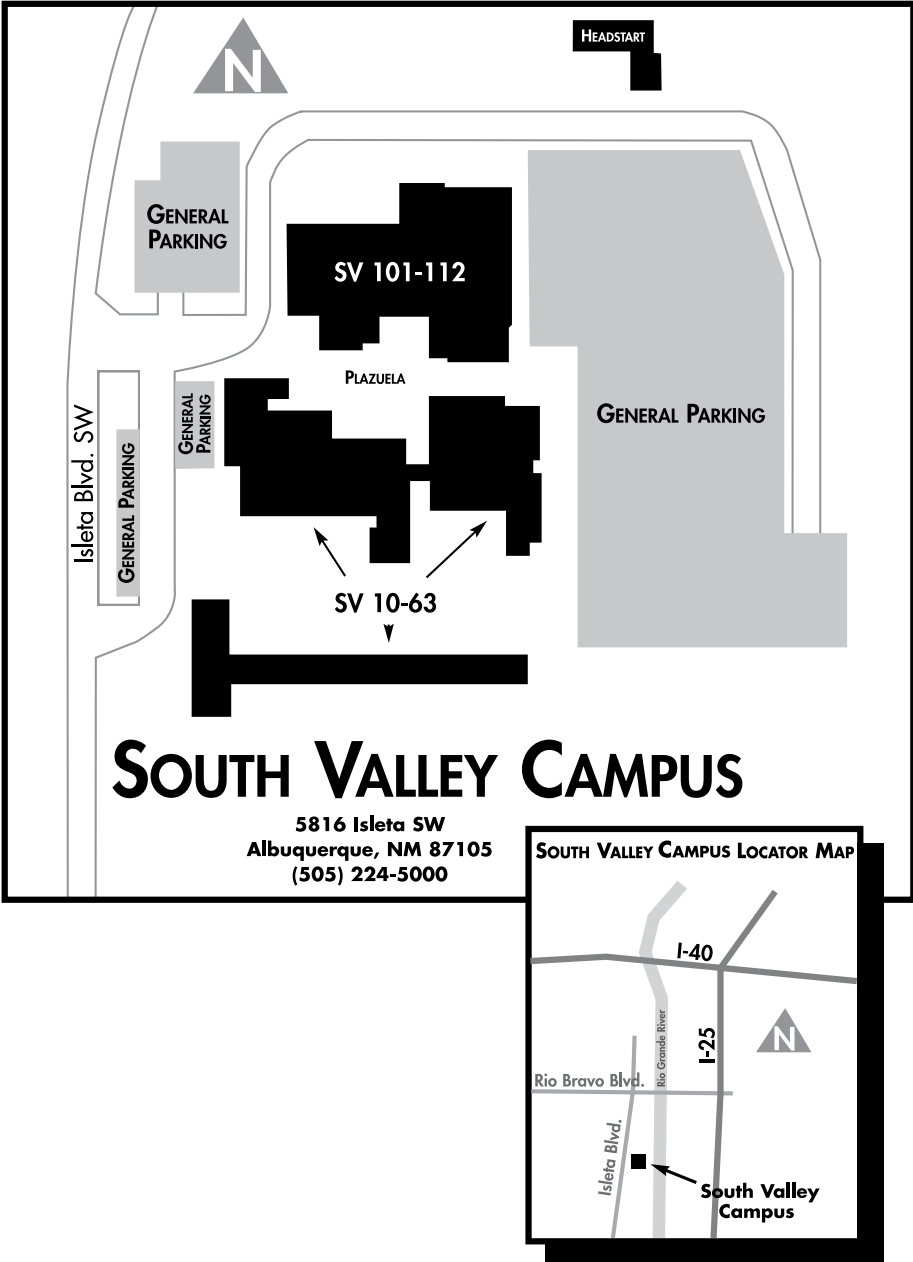 HEADSTART
N
GENERAL
PARKING
SV 101-112
PLAZUELA
GENERAL
PARKING
GENERAL PARKING
Isleta Blvd. SW
GENERAL PARKING
SV 10-63
SOUTH VALLEY CAMPUS
5816 Isleta SW
Albuquerque, NM 87105
(505) 224-5000
SOUTH VALLEY CAMPUS LOCATOR MAP
I-40
Rio Grande River
I-25
N
Rio Bravo Blvd.
Isleta Blvd.
South Valley
Campus